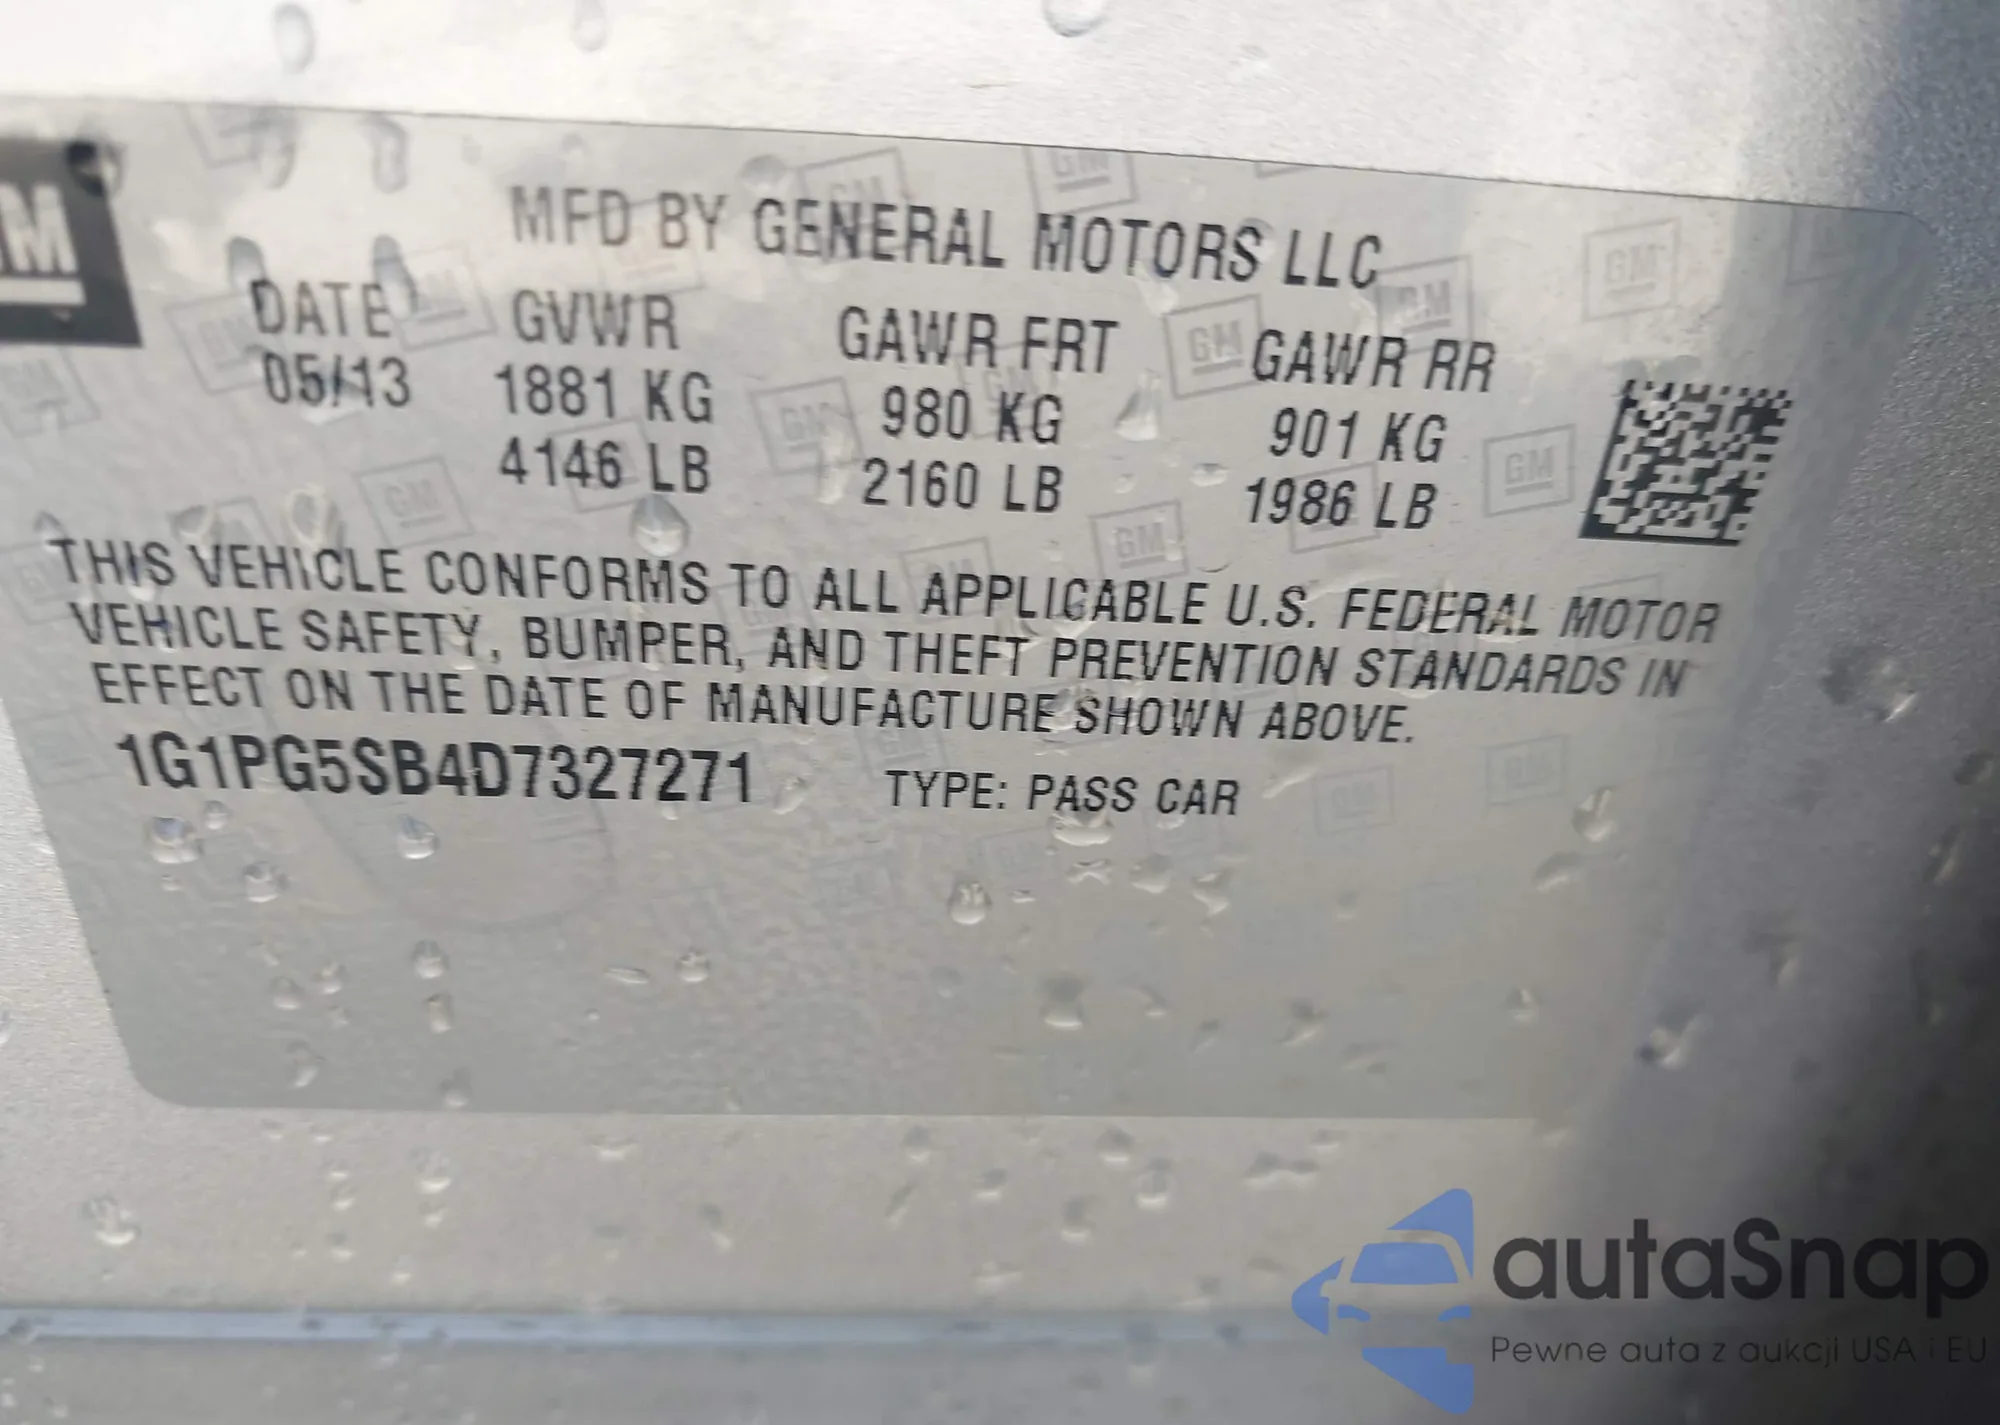 GM
MFD BY GENERAL MOTORS LLC
DATE GVWR GAWR FRT GAWR RR
05/13 1881 KG 980 KG 901 KG
4146 LB 2160 LB 1986 LB
THIS VEHICLE CONFORMS TO ALL APPLICABLE U.S. FEDERAL MOTOR
VEHICLE SAFETY, BUMPER, AND THEFT PREVENTION STANDARDS IN
EFFECT ON THE DATE OF MANUFACTURE SHOWN ABOVE.
1G1PG5SB4D7327271 TYPE: PASS CAR
autaSnap
Pewne auta z aukcji USA i EU